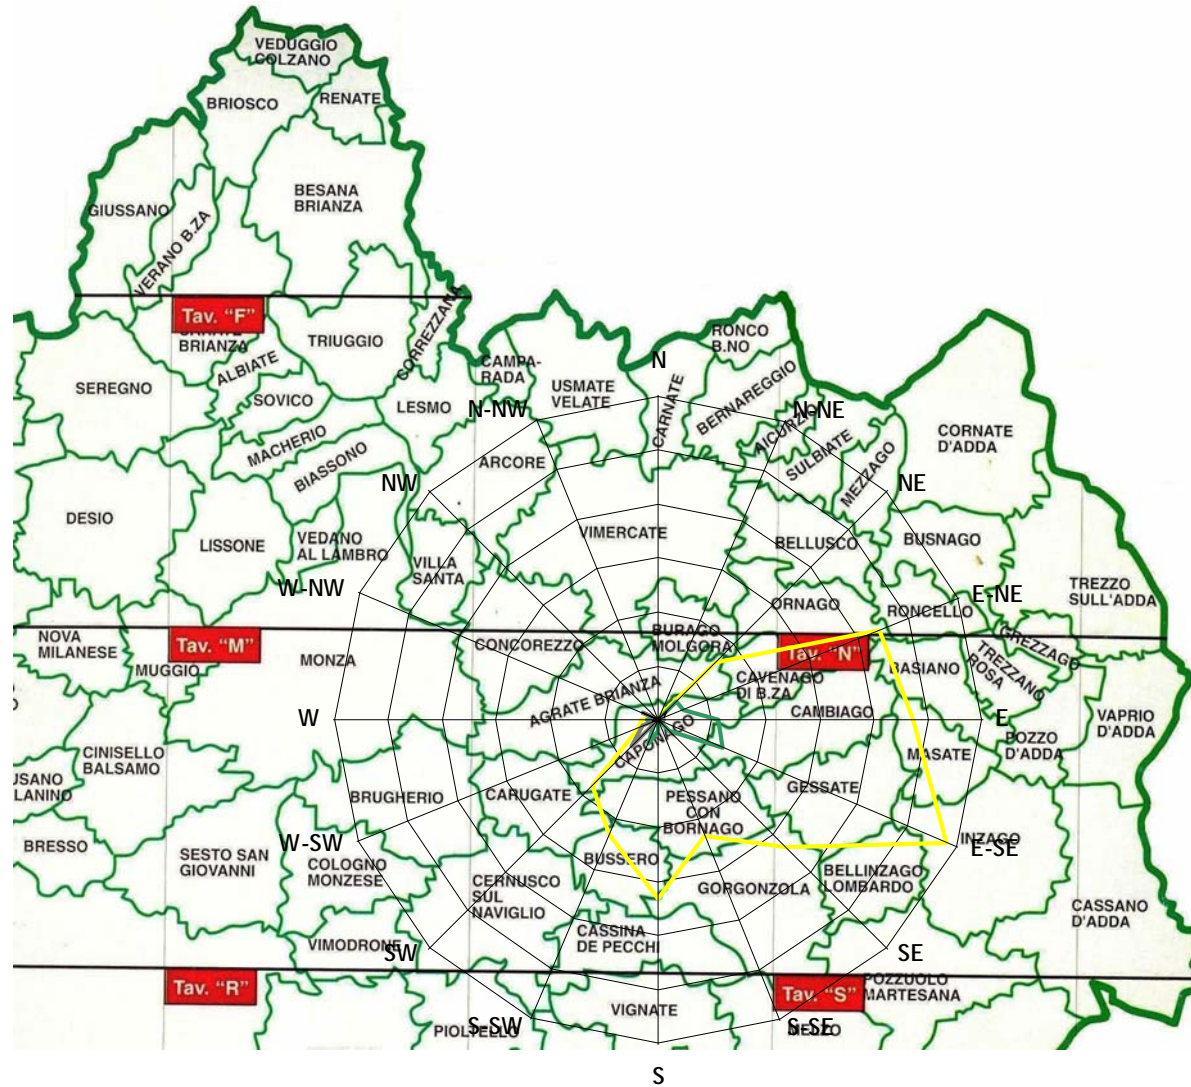 VEDUGGIO
COLZANO
BRIOSCO
RENATE
BESANA
BRIANZA
GIUSSANO
VERANO B.ZA
Tav. "F"
BRIANZA
TRIUGGIO
CORREZZANA
ALBIATE
SEREGNO
SOVICO
LESMO
CAMPA-
RADA
USMATE
VELATE
N
RONCO
B.NO
CARNATE
BERNAREGGIO
N-NW
N-NE
AICURZIO
SULBIATE
MEZZAGO
CORNATE
D'ADDA
MACHERIO
BIASSONO
ARCORE
NW
NE
DESIO
LISSONE
VEDANO
AL LAMBRO
VILLA
SANTA
VIMERCATE
BELLUSCO
BUSNAGO
W-NW
E-NE
ORNAGO
RONCELLO
TREZZO
SULL'ADDA
NOVA
MILANESE
Tav. "M"
MUGGIO
MONZA
CONCOREZZO
BURAGO
MOLGORA
Tav. "N"
CAVENAGO
DI B.ZA
BASIANO
GREZZAGO
TREZZANO
ROSA
AGRATE BRIANZA
W
CAPONAGO
CAMBIAGO
E
POZZO
D'ADDA
VAPRIO
D'ADDA
CINISELLO
BALSAMO
MASATE
USANO
LANINO
BRUGHERIO
CARUGATE
PESSANO
CON
BORNAGO
GESSATE
BRESSO
SESTO SAN
GIOVANNI
W-SW
COLOGNO
MONZESE
CERNUSCO
SUL
NAVIGLIO
BUSSERO
GORGONZOLA
BELLINZAGO
LOMBARDO
INZAGO
E-SE
CASSANO
D'ADDA
VIMODRONE
SW
CASSINA
DE PECCHI
SE
Tav. "R"
Tav. "S"
POZZUOLO
MARTESANA
VIGNATE
PIOLTELLO
S-SW
S-SE
S